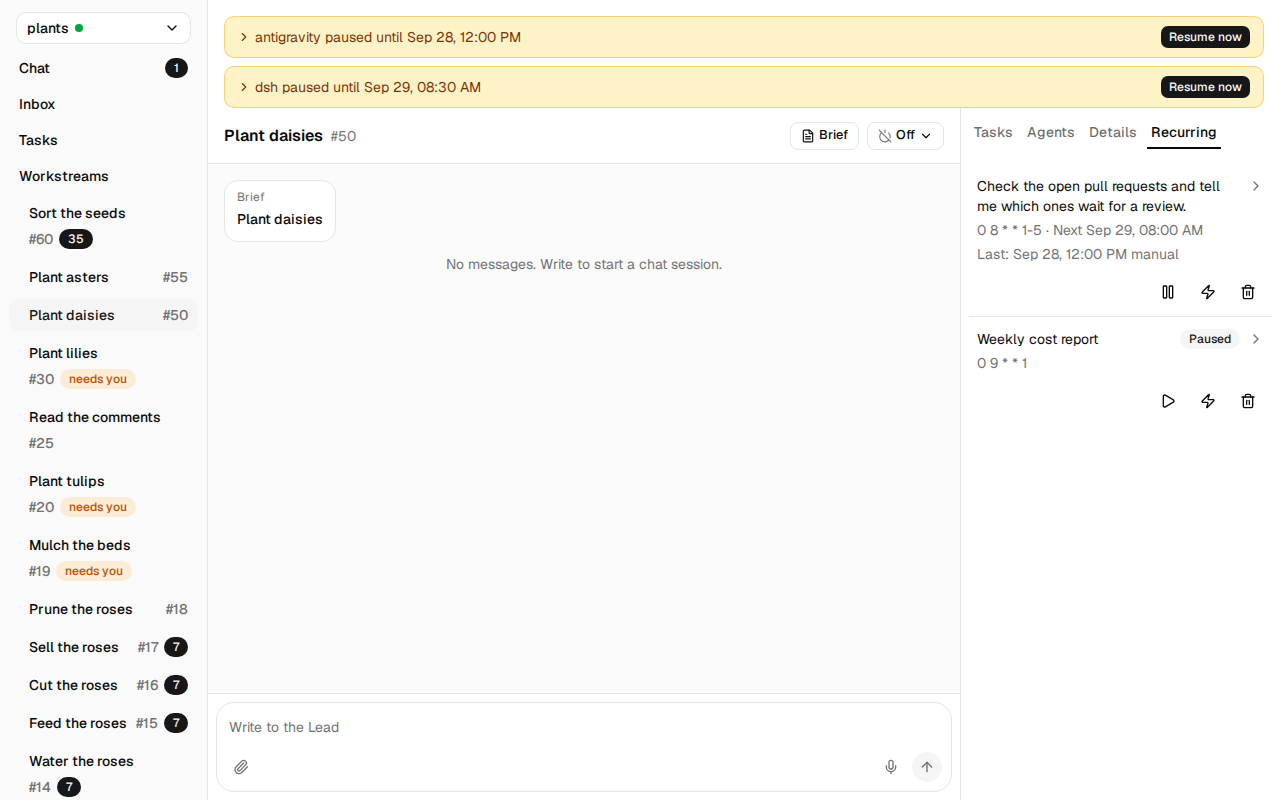 plants
Chat 1
Inbox
Tasks
Workstreams
Sort the seeds
#60 35
Plant asters #55
Plant daisies #50
Plant lilies
#30 needs you
Read the comments
#25
Plant tulips
#20 needs you
Mulch the beds
#19 needs you
Prune the roses #18
Sell the roses #17 7
Cut the roses #16 7
Feed the roses #15 7
Water the roses
#14 7
antigravity paused until Sep 28, 12:00 PM Resume now
dsh paused until Sep 29, 08:30 AM Resume now
Plant daisies #50 Brief Off
Brief
Plant daisies
No messages. Write to start a chat session.
Write to the Lead
Tasks Agents Details Recurring
Check the open pull requests and tell
me which ones wait for a review.
0 8 * * 1-5 · Next Sep 29, 08:00 AM
Last: Sep 28, 12:00 PM manual
Weekly cost report Paused
0 9 * * 1